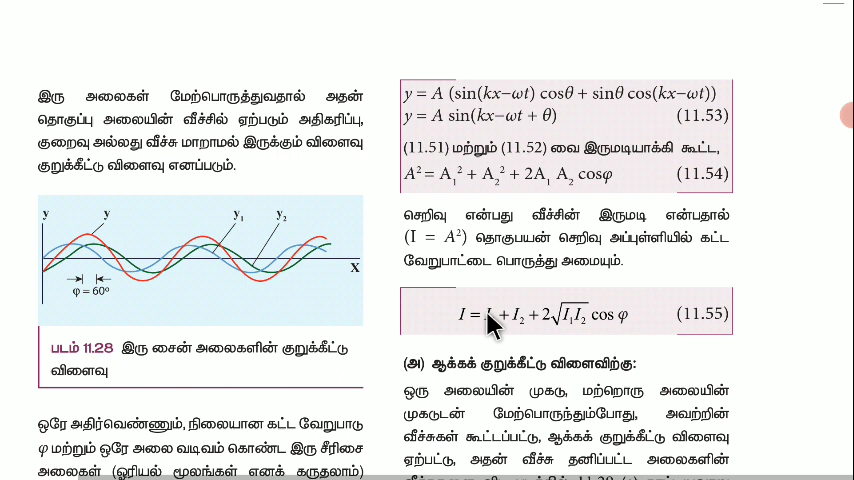 இரு அலைகள் மேற்பொருத்துவதால் அதன்
தொகுப்பு அலையின் வீச்சில் ஏற்படும் அதிகரிப்பு,
குறைவு அல்லது வீச்சு மாறாமல் இருக்கும் விளைவு
குறுக்கீட்டு விளைவு எனப்படும்.
y y y₁ y₂
X
φ = 60⁰
படம் 11.28 இரு சைன் அலைகளின் குறுக்கீட்டு
விளைவு
ஒரே அதிர்வெண்ணும், நிலையான கட்ட வேறுபாடு
φ மற்றும் ஒரே அலை வடிவம் கொண்ட இரு சீரிசை
அலைகள் (ஓரியல் மூலங்கள் எனக் கருதலாம்)
y = A (sin(kx−ωt) cosθ + sinθ cos(kx−ωt))
y = A sin(kx−ωt + θ) (11.53)
(11.51) மற்றும் (11.52) வை இருமடியாக்கி கூட்ட,
A² = A₁² + A₂² + 2A₁ A₂ cosφ (11.54)
செறிவு என்பது வீச்சின் இருமடி என்பதால்
(I = A²) தொகுபயன் செறிவு அப்புள்ளியில் கட்ட
வேறுபாட்டை பொருத்து அமையும்.
I = I₁ + I₂ + 2√I₁I₂ cos φ (11.55)
(அ) ஆக்கக் குறுக்கீட்டு விளைவிற்கு:
ஒரு அலையின் முகடு, மற்றொரு அலையின்
முகடுடன் மேற்பொருந்தும்போது, அவற்றின்
வீச்சுகள் கூட்டப்பட்டு, ஆக்கக் குறுக்கீட்டு விளைவு
ஏற்பட்டு, அதன் வீச்சு தனிப்பட்ட அலைகளின்